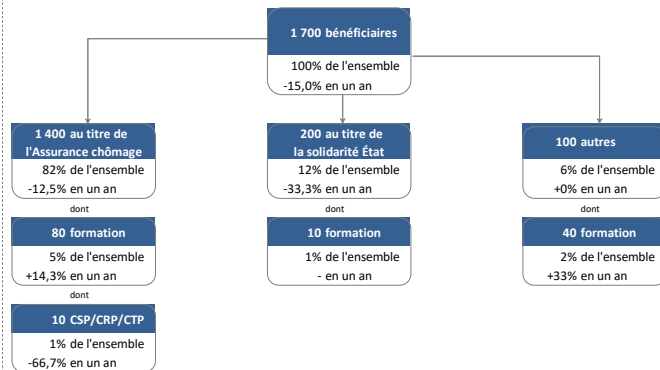 1 700 bénéficiaires
100% de l'ensemble
-15,0% en un an
1 400 au titre de
l'Assurance chômage
82% de l'ensemble
-12,5% en un an
dont
80 formation
5% de l'ensemble
+14,3% en un an
dont
10 CSP/CRP/CTP
1% de l'ensemble
-66,7% en un an
200 au titre de
la solidarité État
12% de l'ensemble
-33,3% en un an
dont
10 formation
1% de l'ensemble
- en un an
100 autres
6% de l'ensemble
+0% en un an
dont
40 formation
2% de l'ensemble
+33% en un an